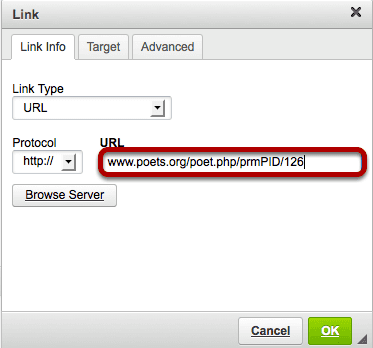 Link
Link Info Target Advanced
Link Type
URL
Protocol URL
http:// www.poets.org/poet.php/prmPID/126
Browse Server
Cancel OK